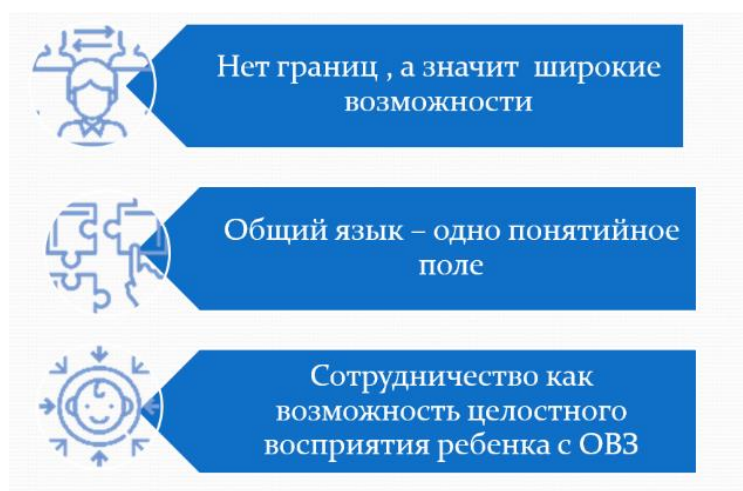 Нет границ , а значит широкие
возможности
Общий язык – одно понятийное
поле
Сотрудничество как
возможность целостного
восприятия ребенка с ОВЗ